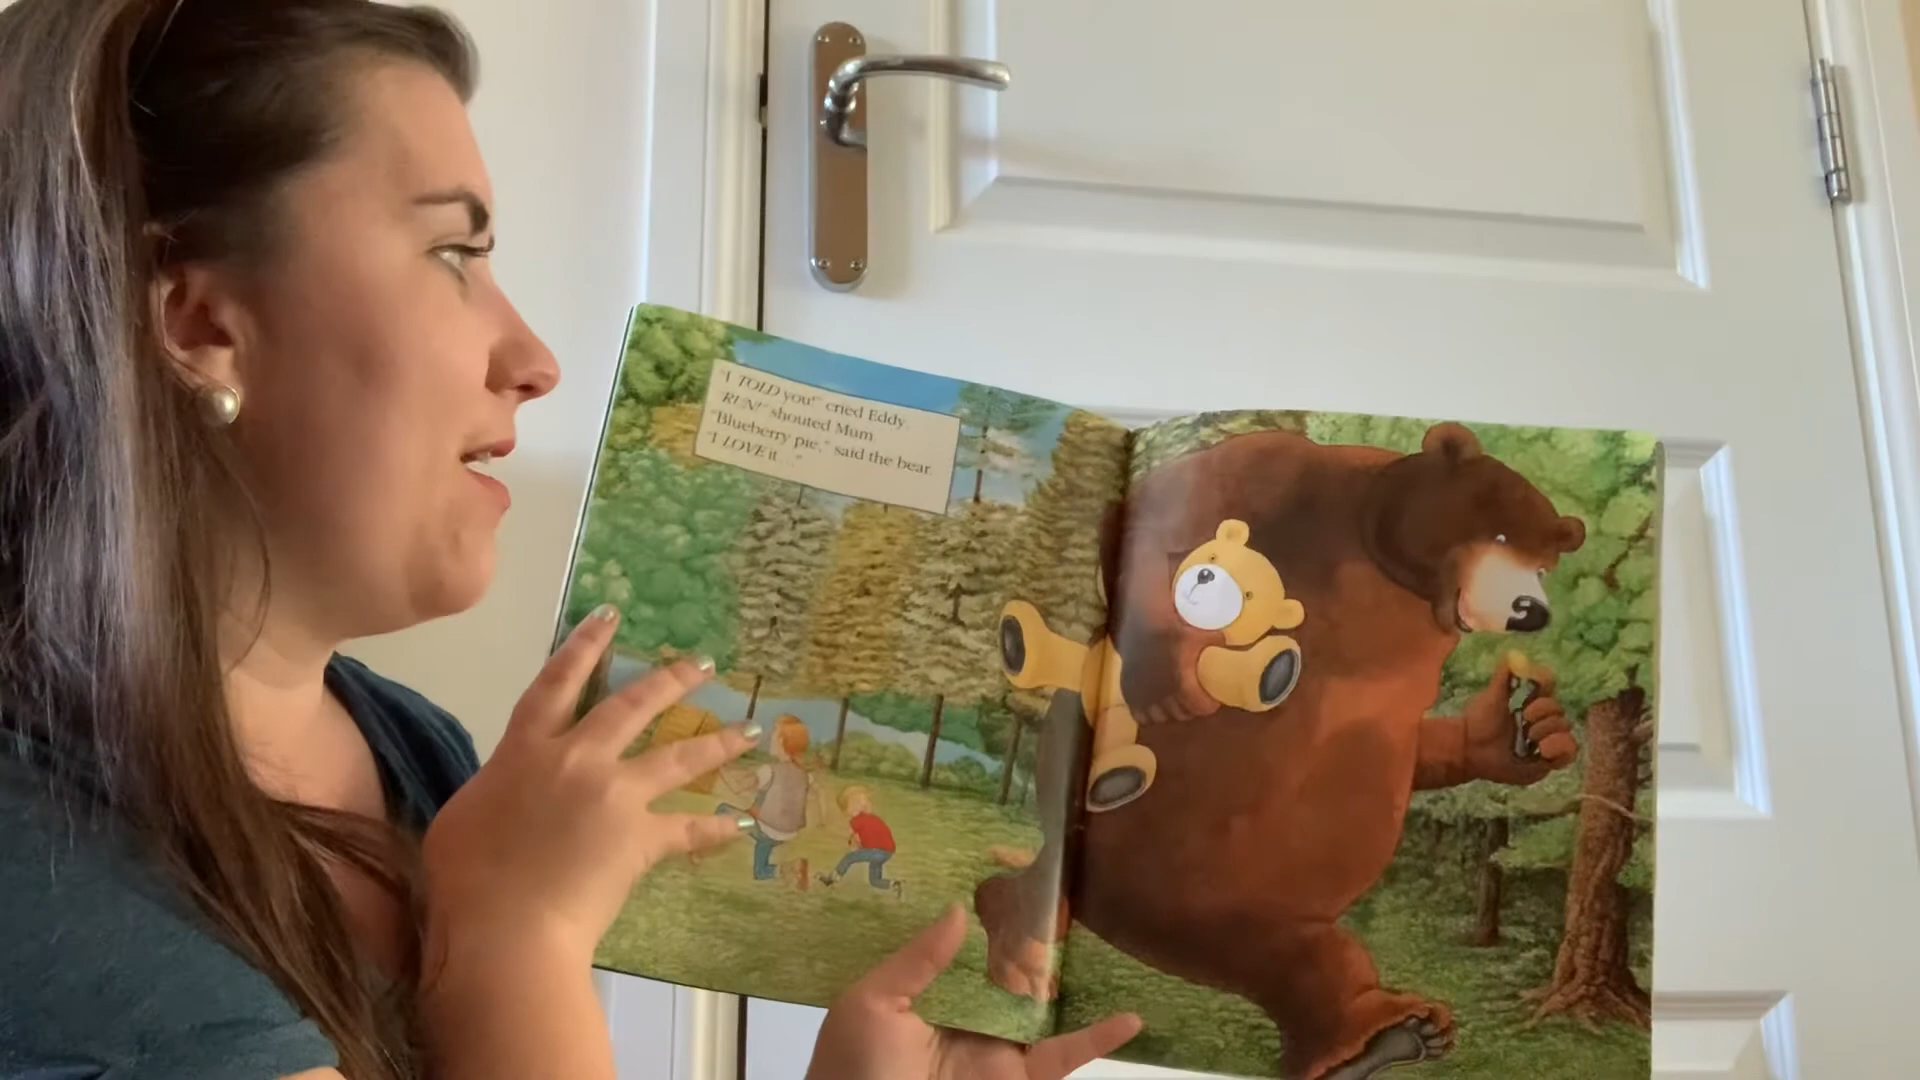 "I TOLD you!" cried Eddy.
"RUN!" shouted Mum.
"Blueberry pie," said the bear.
"I LOVE it . . ."